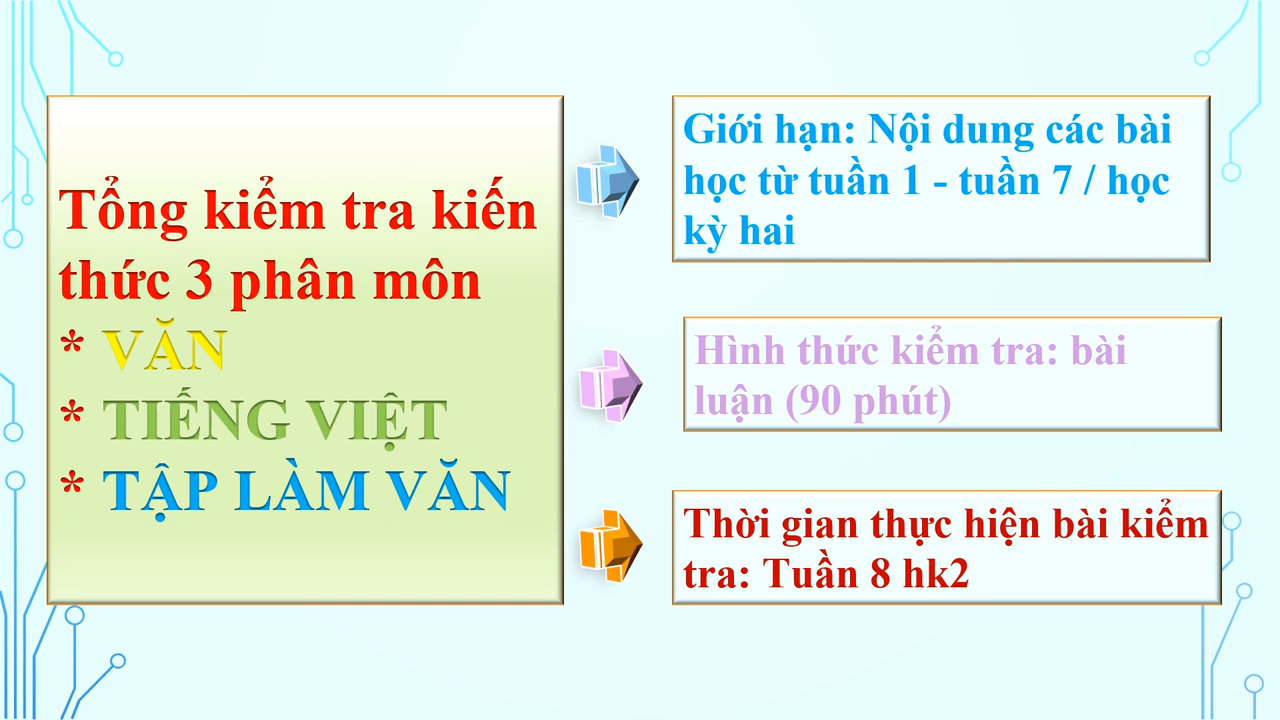 Tổng kiểm tra kiến
thức 3 phân môn
* VĂN
* TIẾNG VIỆT
* TẬP LÀM VĂN
Giới hạn: Nội dung các bài
học từ tuần 1 - tuần 7 / học
kỳ hai
Hình thức kiểm tra: bài
luận (90 phút)
Thời gian thực hiện bài kiểm
tra: Tuần 8 hk2